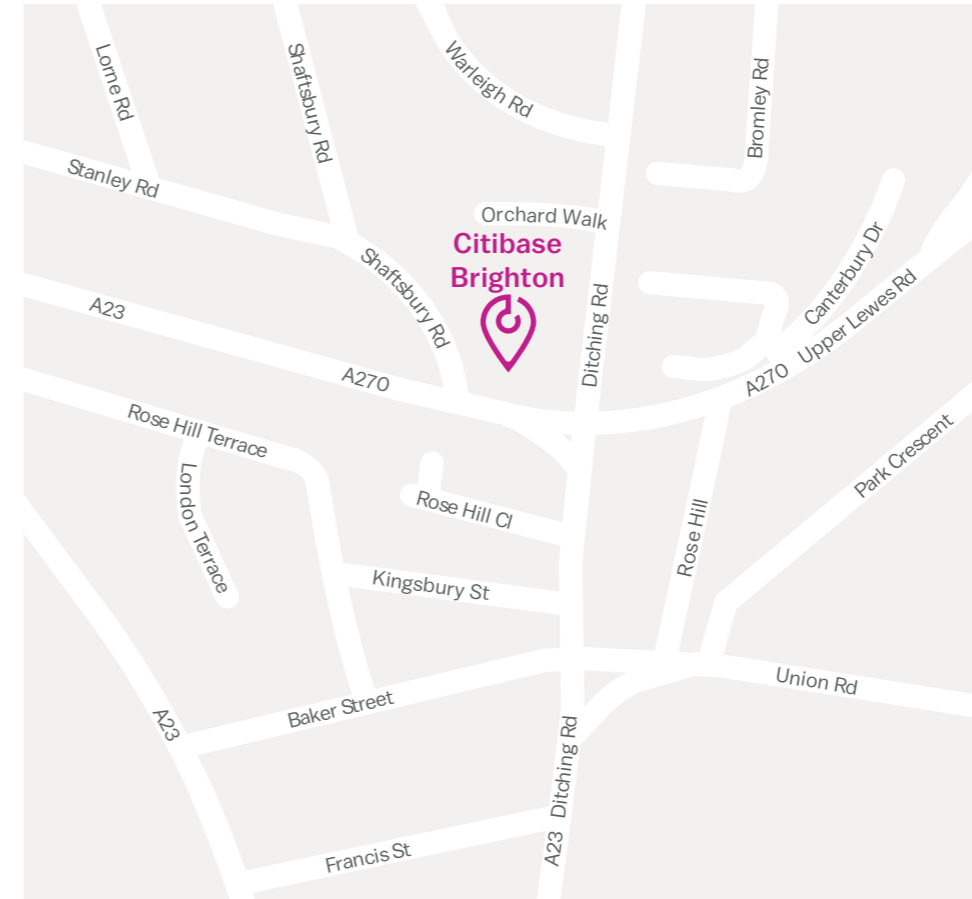 Lorne Rd
Shaftsbury Rd
Warleigh Rd
Bromley Rd
Stanley Rd
Orchard Walk
Citibase
Brighton
Shaftsbury Rd
Canterbury Dr
Ditching Rd
A23
A270
A270 Upper Lewes Rd
Rose Hill Terrace
London Terrace
Rose Hill Cl
Rose Hill
Park Crescent
Kingsbury St
Union Rd
Baker Street
A23
A23 Ditching Rd
Francis St